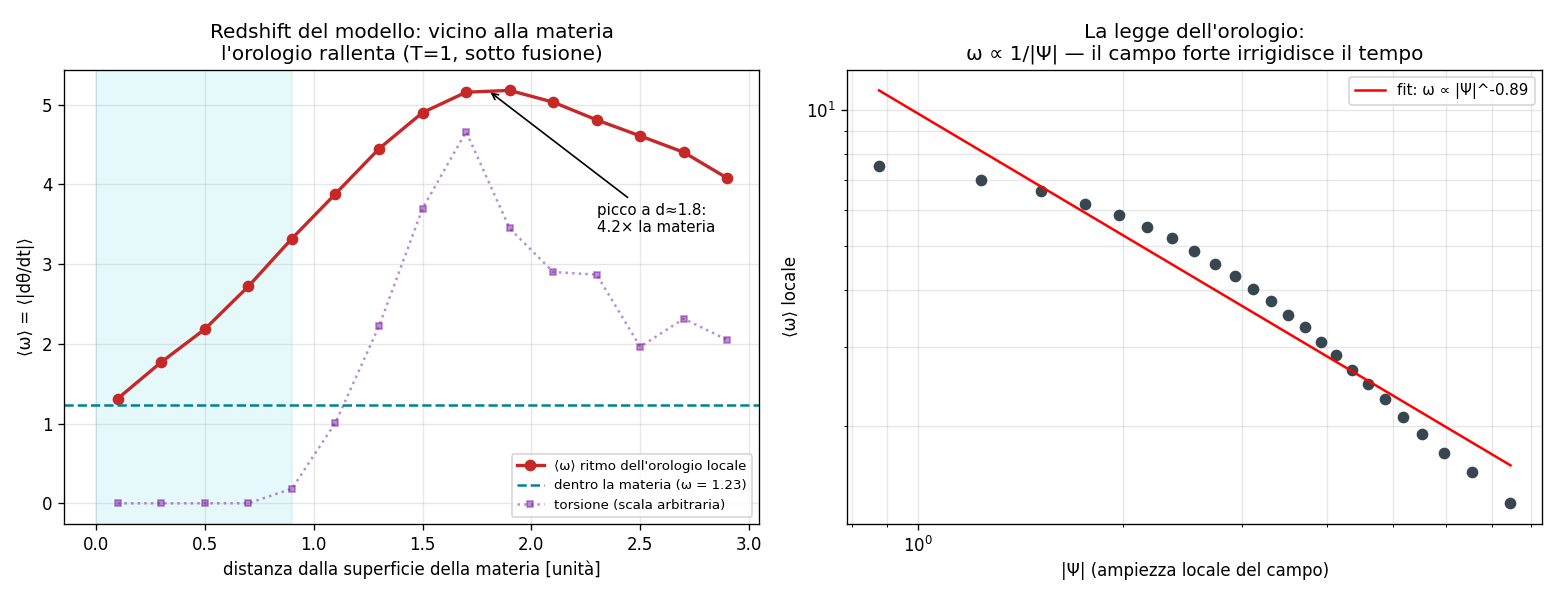 Redshift del modello: vicino alla materia
l'orologio rallenta (T=1, sotto fusione)
⟨ω⟩ = ⟨|dθ/dt|⟩
5
4
3
2
1
0
picco a d≈1.8:
4.2× la materia
⟨ω⟩ ritmo dell'orologio locale
dentro la materia (ω = 1.23)
torsione (scala arbitraria)
0.0 0.5 1.0 1.5 2.0 2.5 3.0
distanza dalla superficie della materia [unità]
La legge dell'orologio:
ω ∝ 1/|Ψ| — il campo forte irrigidisce il tempo
⟨ω⟩ locale
10¹
fit: ω ∝ |Ψ|^-0.89
10⁰
|Ψ| (ampiezza locale del campo)